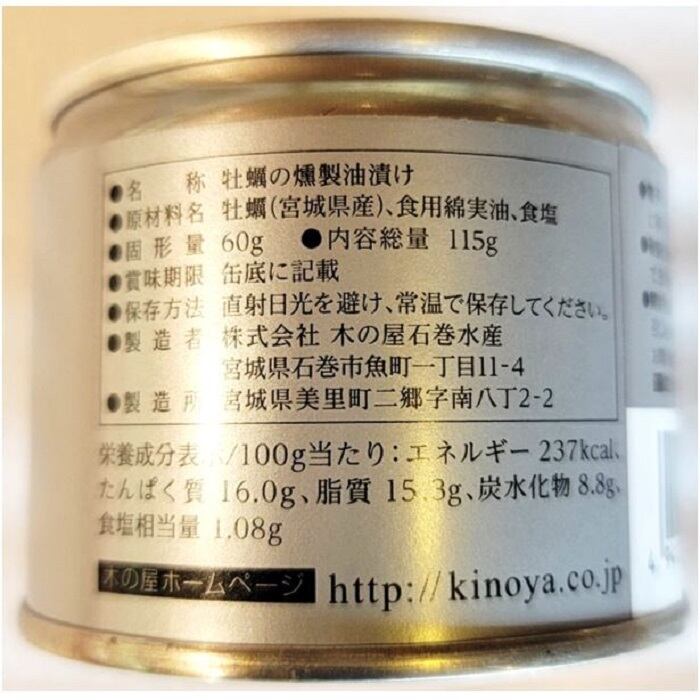 ●名称 牡蠣の燻製油漬け
●原材料名 牡蠣(宮城県産)、食用綿実油、食塩
●固形量 60g ●内容総量 115g
●賞味期限 缶底に記載
●保存方法 直射日光を避け、常温で保存してください。
●製造者 株式会社 木の屋石巻水産
宮城県石巻市魚町一丁目11-4
●製造所 宮城県美里町二郷字南八丁2-2
栄養成分表示/100g当たり:エネルギー 237kcal、
たんぱく質 16.0g、脂質 15.3g、炭水化物 8.8g、
食塩相当量 1.08g
木の屋ホームページ http://kinoya.co.jp